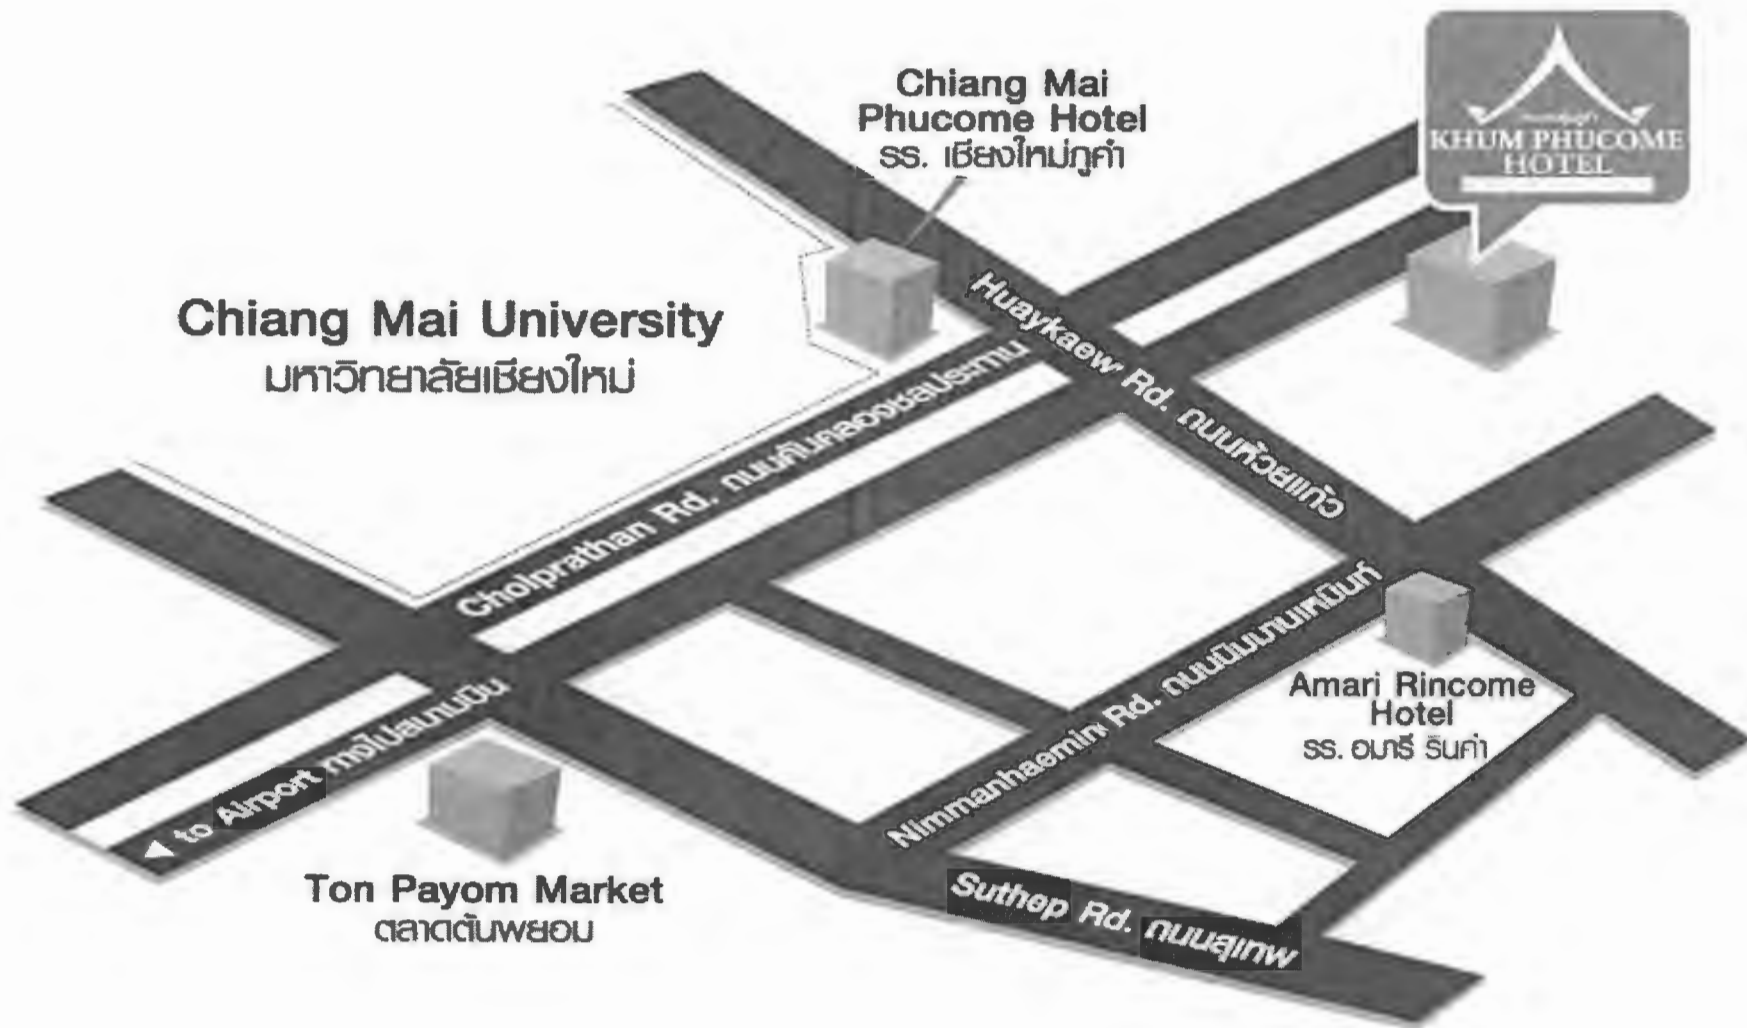 Chiang Mai
Phucome Hotel
รร. เชียงใหม่ภูคำ
KHUM PHUCOME
HOTEL
Chiang Mai University
มหาวิทยาลัยเชียงใหม่
Huaykaew Rd. ถนนห้วยแก้ว
Cholprathan Rd. ถนนคันคลองชลประทาน
Nimmanhaemin Rd. ถนนนิมมานเหมินท์
Amari Rincome
Hotel
รร. อมารี รินคำ
to Airport ทางไปสนามบิน
Ton Payom Market
ตลาดต้นพยอม
Suthep Rd. ถนนสุเทพ